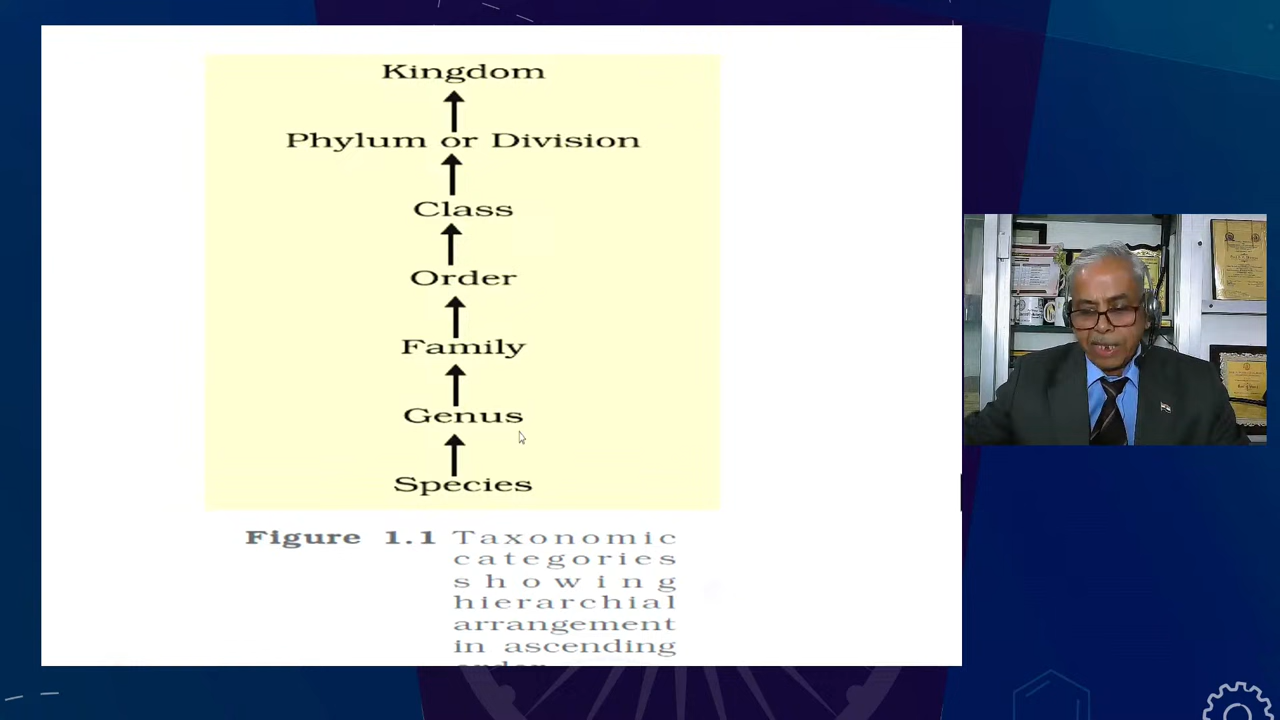 Kingdom
Phylum or Division
Class
Order
Family
Genus
Species
Figure 1.1 Taxonomic
categories
showing
hierarchial
arrangement
in ascending